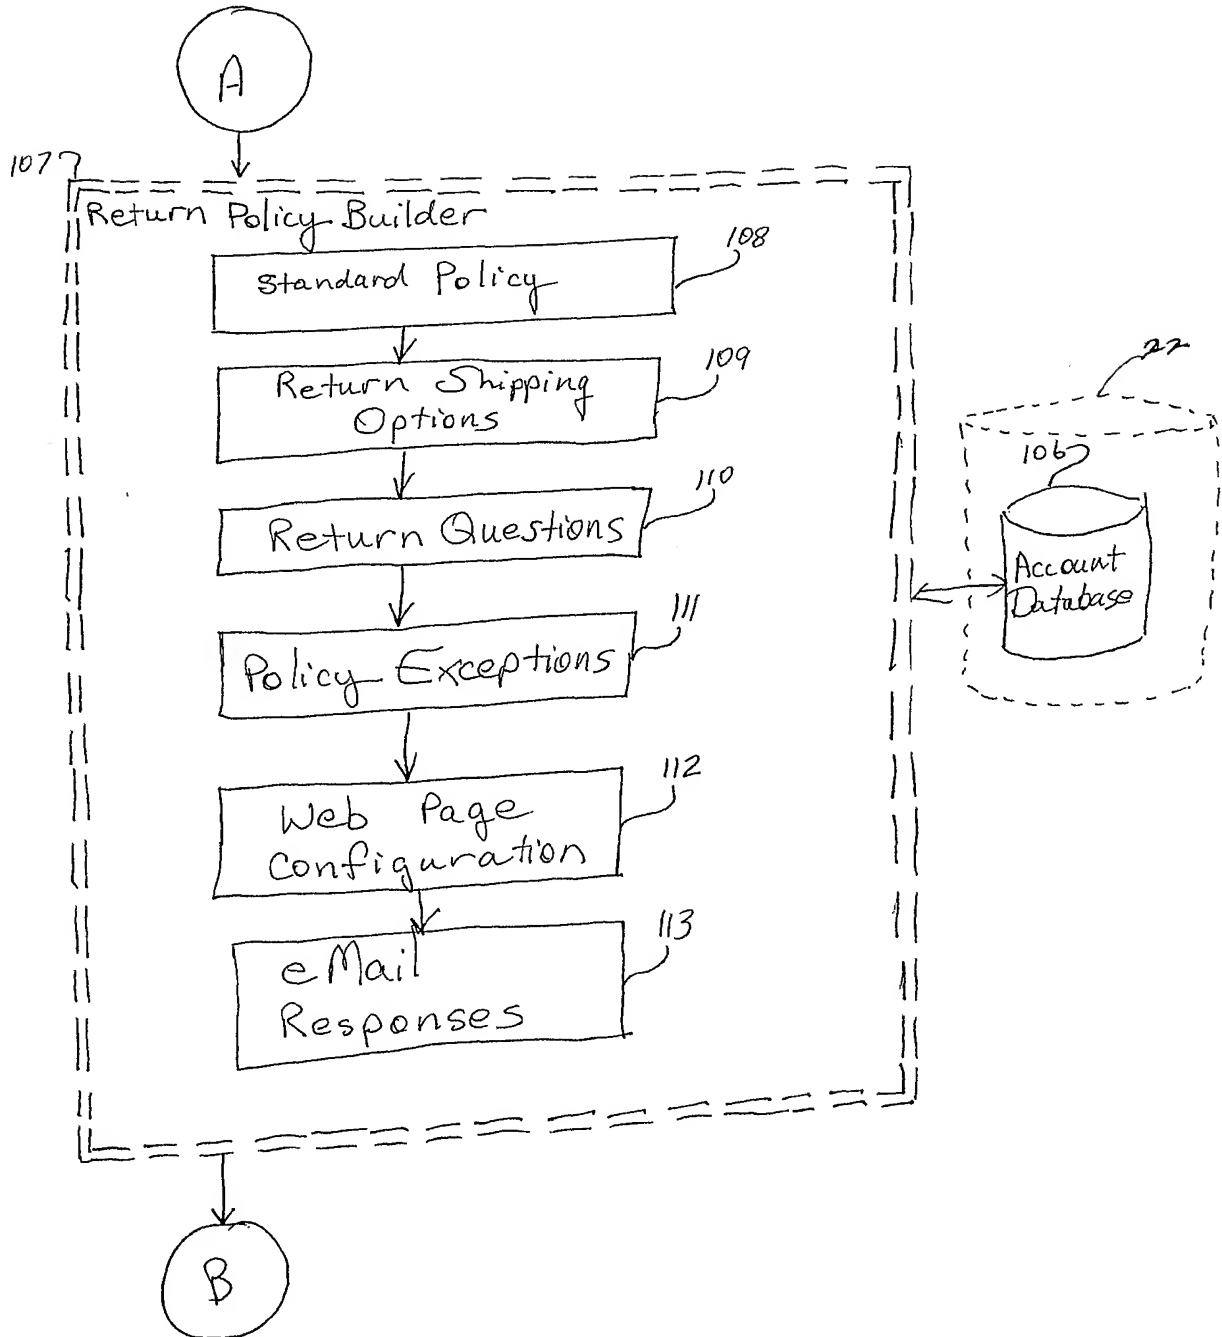 A
107
Return Policy Builder
Standard Policy
108
Return Shipping
Options
109
Return Questions
110
Policy Exceptions
111
Web Page
Configuration
112
eMail
Responses
113
22
106
Account
Database
B